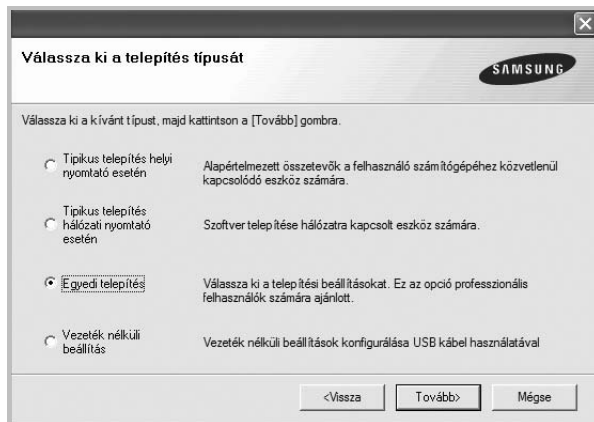 Válassza ki a telepítés típusát
SAMSUNG
Válassza ki a kívánt típust, majd kattintson a [Tovább] gombra.
Tipikus telepítés helyi
nyomtató esetén
Alapértelmezett összetevők a felhasználó számítógépéhez közvetlenül
kapcsolódó eszköz számára.
Tipikus telepítés
hálózati nyomtató
esetén
Szoftver telepítése hálózatra kapcsolt eszköz számára.
Egyedi telepítés
Válassza ki a telepítési beállításokat. Ez az opció professzionális
felhasználók számára ajánlott.
Vezeték nélküli
beállítás
Vezeték nélküli beállítások konfigurálása USB kábel használatával
<Vissza
Tovább>
Mégse